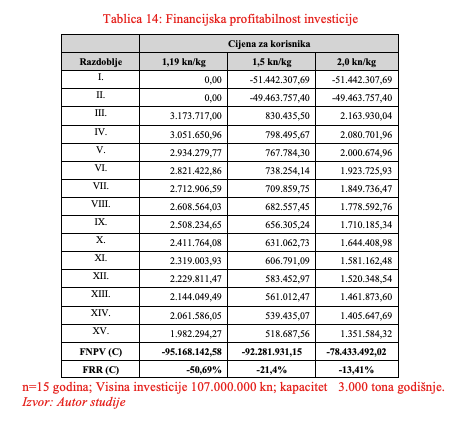 Tablica 14: Financijska profitabilnost investicije
Cijena za korisnika
Razdoblje 1,19 kn/kg 1,5 kn/kg 2,0 kn/kg
I. 0,00 -51.442.307,69 -51.442.307,69
II. 0,00 -49.463.757,40 -49.463.757,40
III. 3.173.717,00 830.435,50 2.163.930,04
IV. 3.051.650,96 798.495,67 2.080.701,96
V. 2.934.279,77 767.784,30 2.000.674,96
VI. 2.821.422,86 738.254,14 1.923.725,93
VII. 2.712.906,59 709.859,75 1.849.736,47
VIII. 2.608.564,03 682.557,45 1.778.592,76
IX. 2.508.234,65 656.305,24 1.710.185,34
X. 2.411.764,08 631.062,73 1.644.408,98
XI. 2.319.003,93 606.791,09 1.581.162,48
XII. 2.229.811,47 583.452,97 1.520.348,54
XIII. 2.144.049,49 561.012,47 1.461.873,60
XIV. 2.061.586,05 539.435,07 1.405.647,69
XV. 1.982.294,27 518.687,56 1.351.584,32
FNPV (C) -95.168.142,58 -92.281.931,15 -78.433.492,02
FRR (C) -50,69% -21,4% -13,41%
n=15 godina; Visina investicije 107.000.000 kn; kapacitet 3.000 tona godišnje.
Izvor: Autor studije